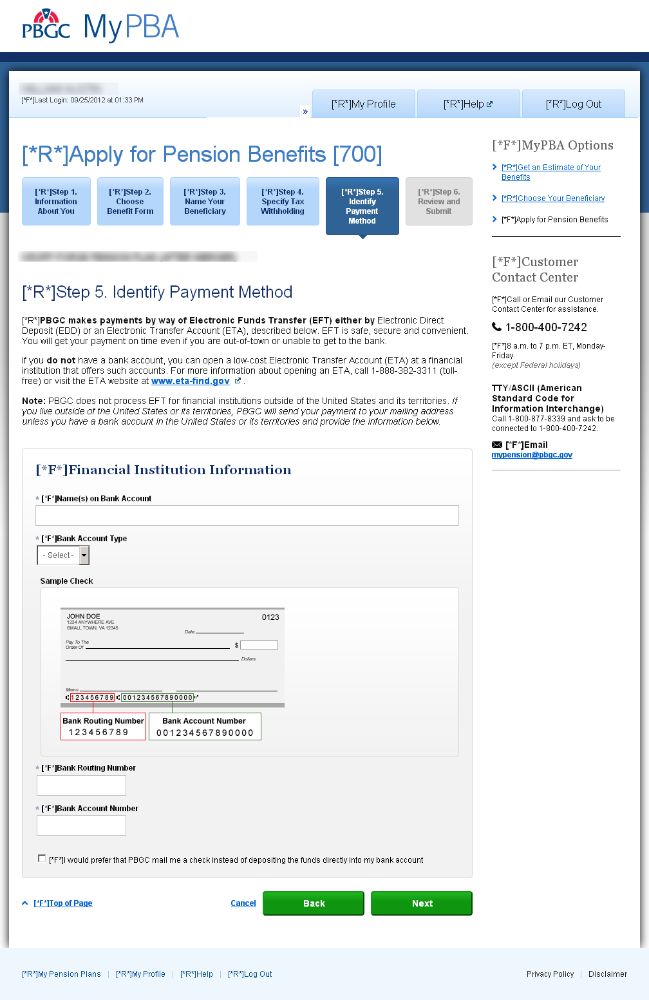 PBGC MyPBA
[*F*]Last Login: 09/25/2012 at 01:33 PM
»
[*R*]My Profile
[*R*]Help
[*R*]Log Out
[*R*]Apply for Pension Benefits [700]
[*R*]Step 1.
Information
About You
[*R*]Step 2.
Choose
Benefit Form
[*R*]Step 3.
Name Your
Beneficiary
[*R*]Step 4.
Specify Tax
Withholding
[*R*]Step 5.
Identify
Payment
Method
[*R*]Step 6.
Review and
Submit
[*R*]Step 5. Identify Payment Method
[*R*]PBGC makes payments by way of Electronic Funds Transfer (EFT) either by Electronic Direct
Deposit (EDD) or an Electronic Transfer Account (ETA), described below. EFT is safe, secure and convenient.
You will get your payment on time even if you are out-of-town or unable to get to the bank.
If you do not have a bank account, you can open a low-cost Electronic Transfer Account (ETA) at a financial
institution that offers such accounts. For more information about opening an ETA, call 1-888-382-3311 (toll-
free) or visit the ETA website at www.eta-find.gov .
Note: PBGC does not process EFT for financial institutions outside of the United States and its territories. If
you live outside of the United States or its territories, PBGC will send your payment to your mailing address
unless you have a bank account in the United States or its territories and provide the information below.
[*F*]Financial Institution Information
* [*F*]Name(s) on Bank Account
* [*F*]Bank Account Type
- Select -
Sample Check
JOHN DOE
1234 ANYWHERE AVE.
SMALL TOWN, VA 12345
0123
Date
Pay To The
Order Of
$
Dollars
Memo
⑆123456789⑆ 001234567890000⑈
Bank Routing Number
123456789
Bank Account Number
001234567890000
* [*F*]Bank Routing Number
* [*F*]Bank Account Number
[*F*]I would prefer that PBGC mail me a check instead of depositing the funds directly into my bank account
[*F*]Top of Page
Cancel
Back
Next
[*F*]MyPBA Options
[*R*]Get an Estimate of Your
Benefits
[*R*]Choose Your Beneficiary
[*F*]Apply for Pension Benefits
[*F*]Customer
Contact Center
[*F*]Call or Email our Customer
Contact Center for assistance.
1-800-400-7242
[*F*]8 a.m. to 7 p.m. ET, Monday-
Friday
(except Federal holidays)
TTY/ASCII (American
Standard Code for
Information Interchange)
Call 1-800-877-8339 and ask to be
connected to 1-800-400-7242.
[*F*]Email
mypension@pbgc.gov
[*R*]My Pension Plans | [*R*]My Profile | [*R*]Help | [*R*]Log Out
Privacy Policy | Disclaimer